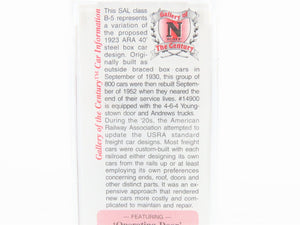 Gallery of the Century™ Car Information
This SAL class
B-5 represents
a variation of
the proposed
1923 ARA 40'
steel box car
design. Origin-
ally built as
outside braced box cars in
September of 1930, this group of
800 cars were then rebuilt September
of 1952 when they neared the end
of their service lives. #14900
is equipped with the 4-6-4 Young-
stown door and Andrews trucks
During the '20s, the American
Railway Association attempted to
update the USRA standard
freight car designs. Most freight
cars were custom-built with each
railroad either designing its own
cars from the rails up or simply
employing its own preferences
concerning ends, roof, doors and
other distinct features. It was an ex-
pensive approach that rendered
new cars more costly and com-
plicated to maintain and repair.
Gallery of
N
The Century
— FEATURING —
'Operating Door'